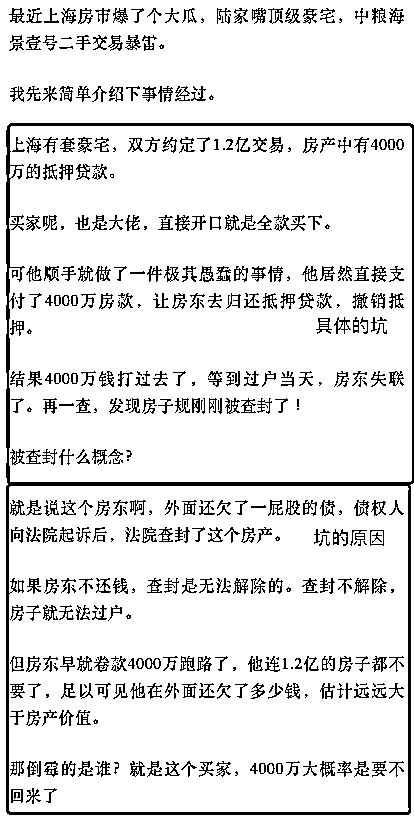 最近上海房市爆了个大瓜，陆家嘴顶级豪宅，中粮海
景壹号二手交易暴雷。
我先来简单介绍下事情经过。
上海有套豪宅，双方约定了1.2亿交易，房产中有4000
万的抵押贷款。
买家呢，也是大佬，直接开口就是全款买下。
可他顺手就做了一件极其愚蠢的事情，他居然直接支
付了4000万房款，让房东去归还抵押贷款，撤销抵
押。
具体的坑
结果4000万钱打过去了，等到过户当天，房东失联
了。再一查，发现房子规刚刚被查封了！
被查封什么概念？
就是说这个房东啊，外面还欠了一屁股的债，债权人
向法院起诉后，法院查封了这个房产。
坑的原因
如果房东不还钱，查封是无法解除的。查封不解除，
房子就无法过户。
但房东早就卷款4000万跑路了，他连1.2亿的房子都不
要了，足以可见他在外面还欠了多少钱，估计远远大
于房产价值。
那倒霉的是谁？就是这个买家，4000万大概率是要不
回来了